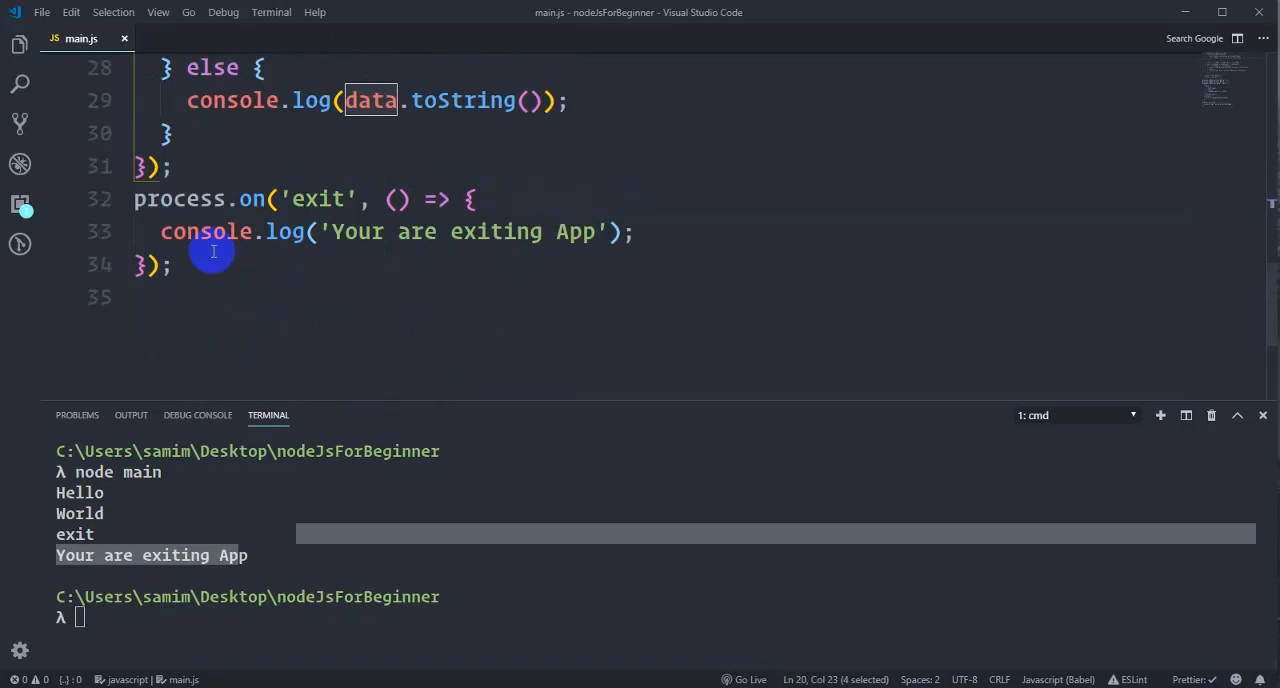 File Edit Selection View Go Debug Terminal Help main.js - nodeJsForBeginner - Visual Studio Code
JS main.js × Search Google
28 } else {
29 console.log(data.toString());
30 }
31 });
32 process.on('exit', () => {
33 console.log('Your are exiting App');
34 });
35
PROBLEMS OUTPUT DEBUG CONSOLE TERMINAL 1: cmd
C:\Users\samim\Desktop\nodeJsForBeginner
λ node main
Hello
World
exit
Your are exiting App
C:\Users\samim\Desktop\nodeJsForBeginner
λ
0 0 {..} : 0 javascript | main.js Go Live Ln 20, Col 23 (4 selected) Spaces: 2 UTF-8 CRLF Javascript (Babel) ESLint Prettier: ✓